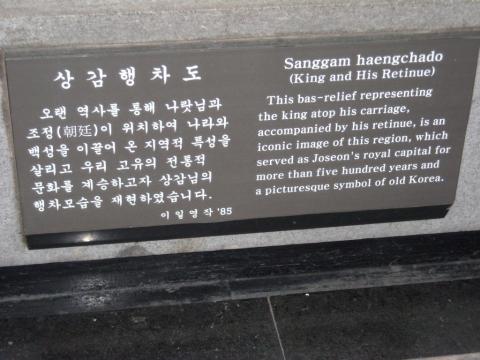 상감행차도
오랜 역사를 통해 나랏님과
조정(朝廷)이 위치하여 나라와
백성을 이끌어 온 지역적 특성을
살리고 우리 고유의 전통적
문화를 계승하고자 상감님의
행차모습을 재현하였습니다.
이일영작 '85
Sanggam haengchado
(King and His Retinue)
This bas-relief representing
the king atop his carriage,
accompanied by his retinue, is an
iconic image of this region, which
served as Joseon's royal capital for
more than five hundred years and
a picturesque symbol of old Korea.